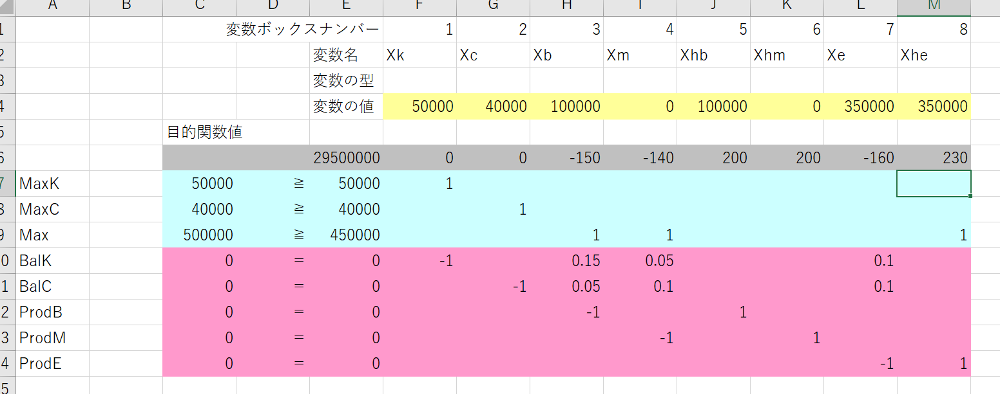 A B C D E F G H I J K L M
1 変数ボックスナンバー 1 2 3 4 5 6 7 8
2 変数名 Xk Xc Xb Xm Xhb Xhm Xe Xhe
3 変数の型
4 変数の値 50000 40000 100000 0 100000 0 350000 350000
5 目的関数値
6 29500000 0 0 -150 -140 200 200 -160 230
7 MaxK 50000 ≧ 50000 1
8 MaxC 40000 ≧ 40000 1
9 Max 500000 ≧ 450000 1 1 1
0 BalK 0 = 0 -1 0.15 0.05 0.1
1 BalC 0 = 0 -1 0.05 0.1 0.1
2 ProdB 0 = 0 -1 1
3 ProdM 0 = 0 -1 1
4 ProdE 0 = 0 -1 1
5